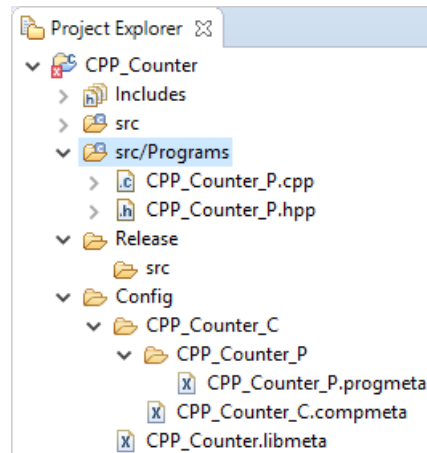 Project Explorer
CPP_Counter
Includes
src
src/Programs
CPP_Counter_P.cpp
CPP_Counter_P.hpp
Release
src
Config
CPP_Counter_C
CPP_Counter_P
CPP_Counter_P.progmeta
CPP_Counter_C.compmeta
CPP_Counter.libmeta